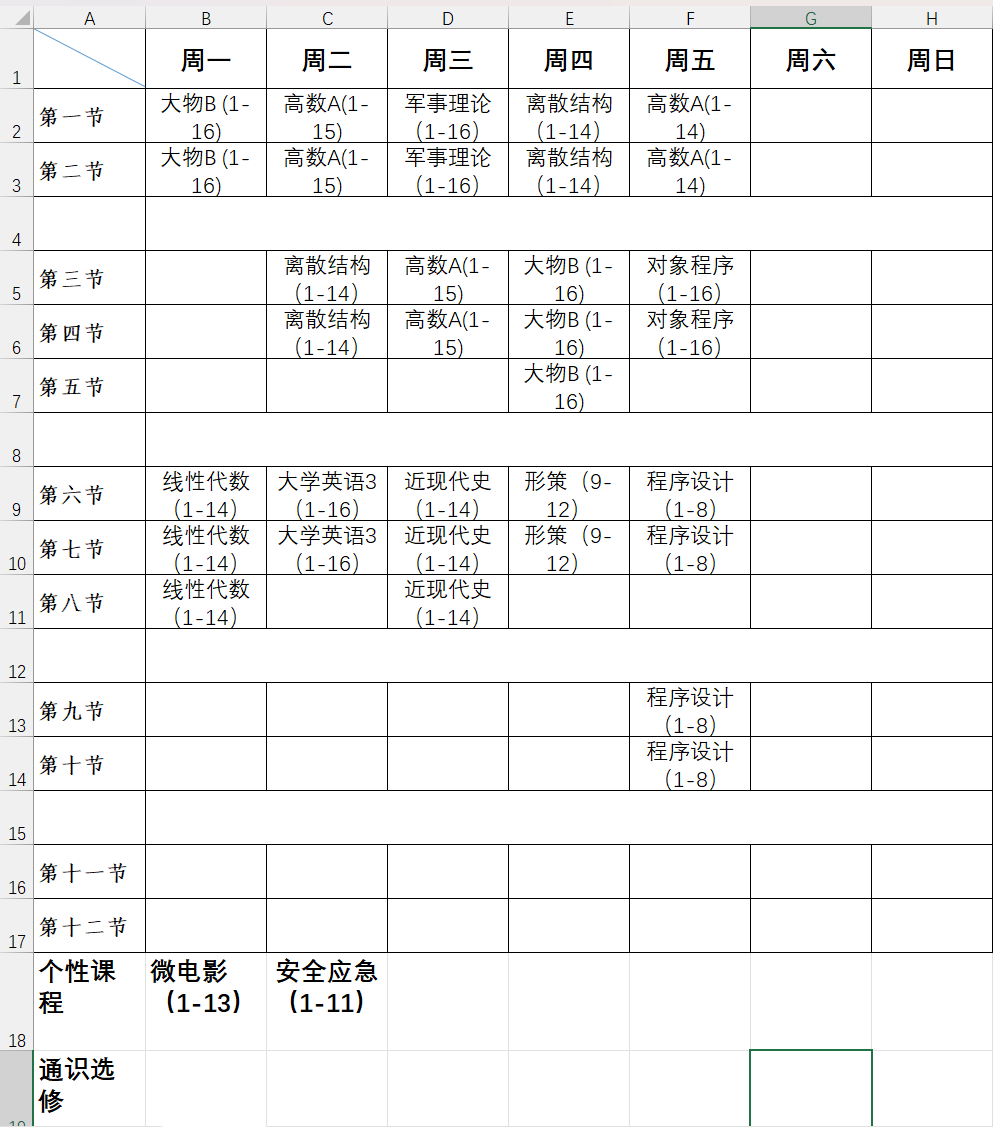 A B C D E F G H
1 周一 周二 周三 周四 周五 周六 周日
2 第一节 大物B (1-16) 高数A(1-15) 军事理论（1-16） 离散结构（1-14） 高数A(1-14)
3 第二节 大物B (1-16) 高数A(1-15) 军事理论（1-16） 离散结构（1-14） 高数A(1-14)
4
5 第三节 离散结构（1-14） 高数A(1-15) 大物B (1-16) 对象程序（1-16）
6 第四节 离散结构（1-14） 高数A(1-15) 大物B (1-16) 对象程序（1-16）
7 第五节 大物B (1-16)
8
9 第六节 线性代数（1-14） 大学英语3（1-16） 近现代史（1-14） 形策（9-12） 程序设计（1-8）
10 第七节 线性代数（1-14） 大学英语3（1-16） 近现代史（1-14） 形策（9-12） 程序设计（1-8）
11 第八节 线性代数（1-14） 近现代史（1-14）
12
13 第九节 程序设计（1-8）
14 第十节 程序设计（1-8）
15
16 第十一节
17 第十二节
18 个性课程 微电影（1-13） 安全应急（1-11）
通识选修